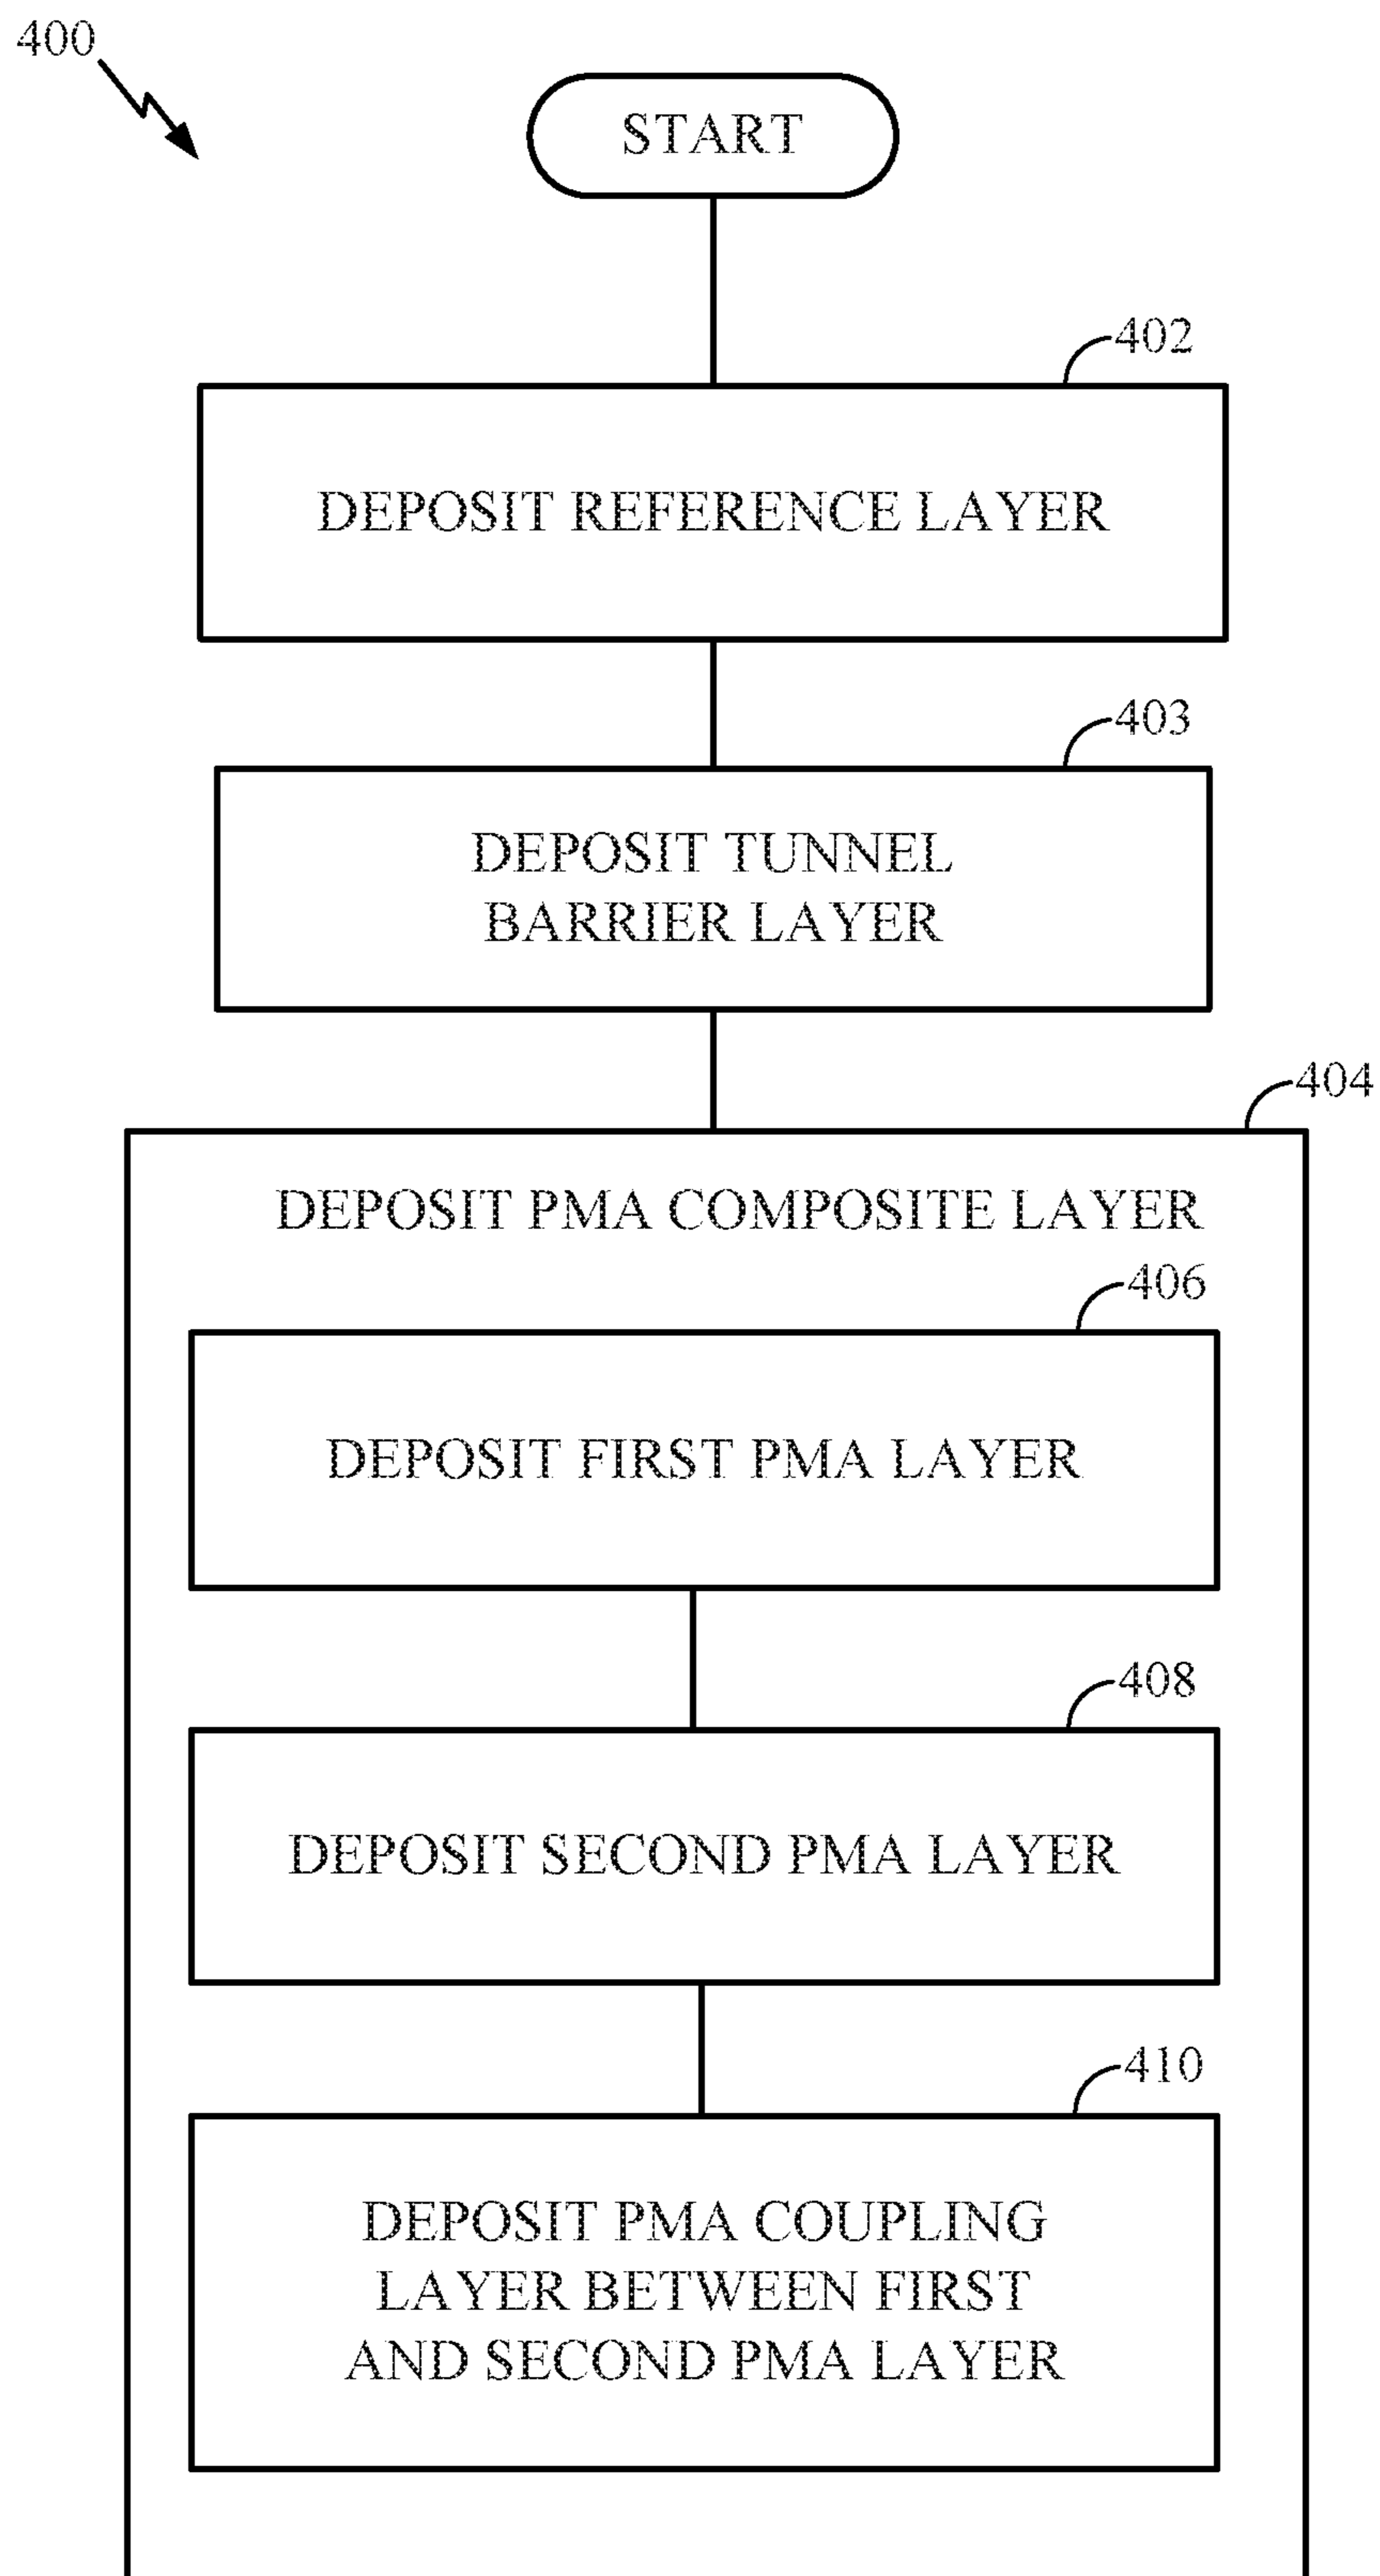 400
START
402
DEPOSIT REFERENCE LAYER
403
DEPOSIT TUNNEL
BARRIER LAYER
404
DEPOSIT PMA COMPOSITE LAYER
406
DEPOSIT FIRST PMA LAYER
408
DEPOSIT SECOND PMA LAYER
410
DEPOSIT PMA COUPLING
LAYER BETWEEN FIRST
AND SECOND PMA LAYER